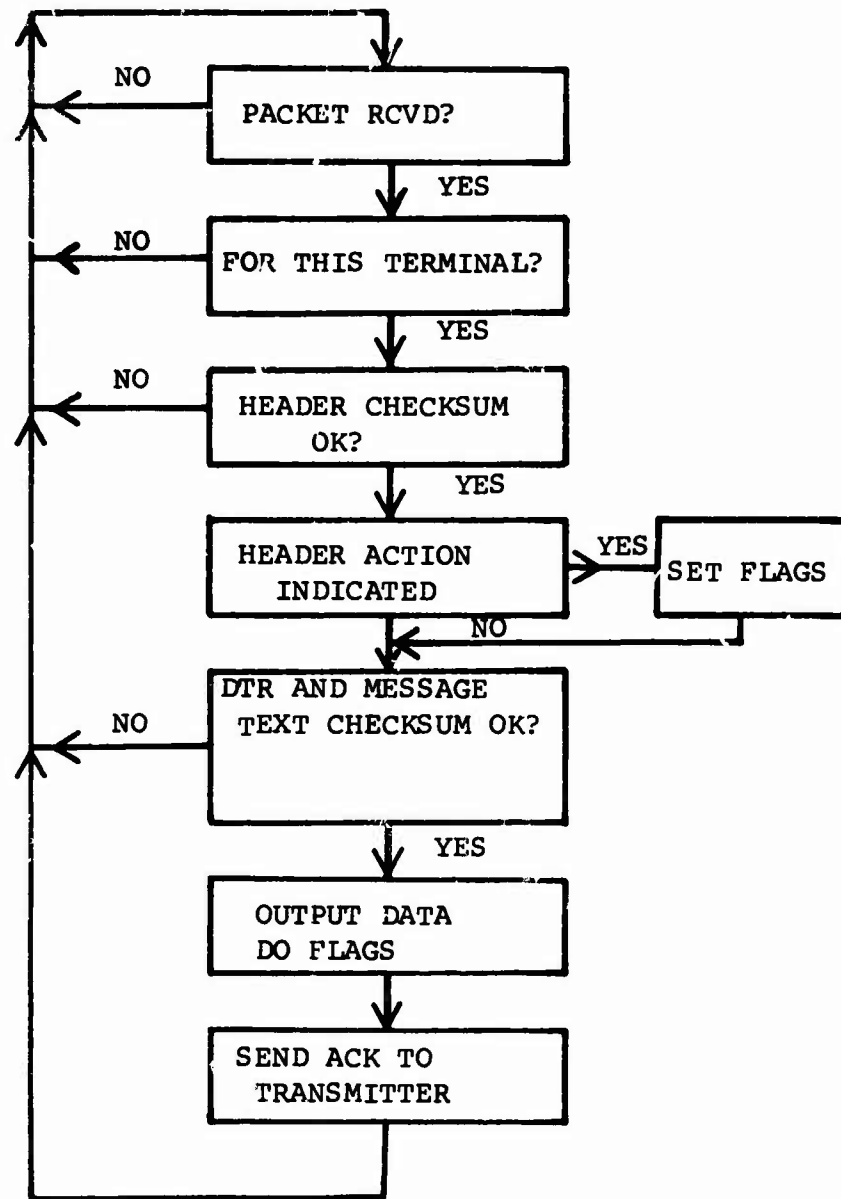 NO
PACKET RCVD?
YES
NO
FOR THIS TERMINAL?
YES
NO
HEADER CHECKSUM
OK?
YES
HEADER ACTION
INDICATED
YES
SET FLAGS
NO
DTR AND MESSAGE
TEXT CHECKSUM OK?
NO
YES
OUTPUT DATA
DO FLAGS
SEND ACK TO
TRANSMITTER